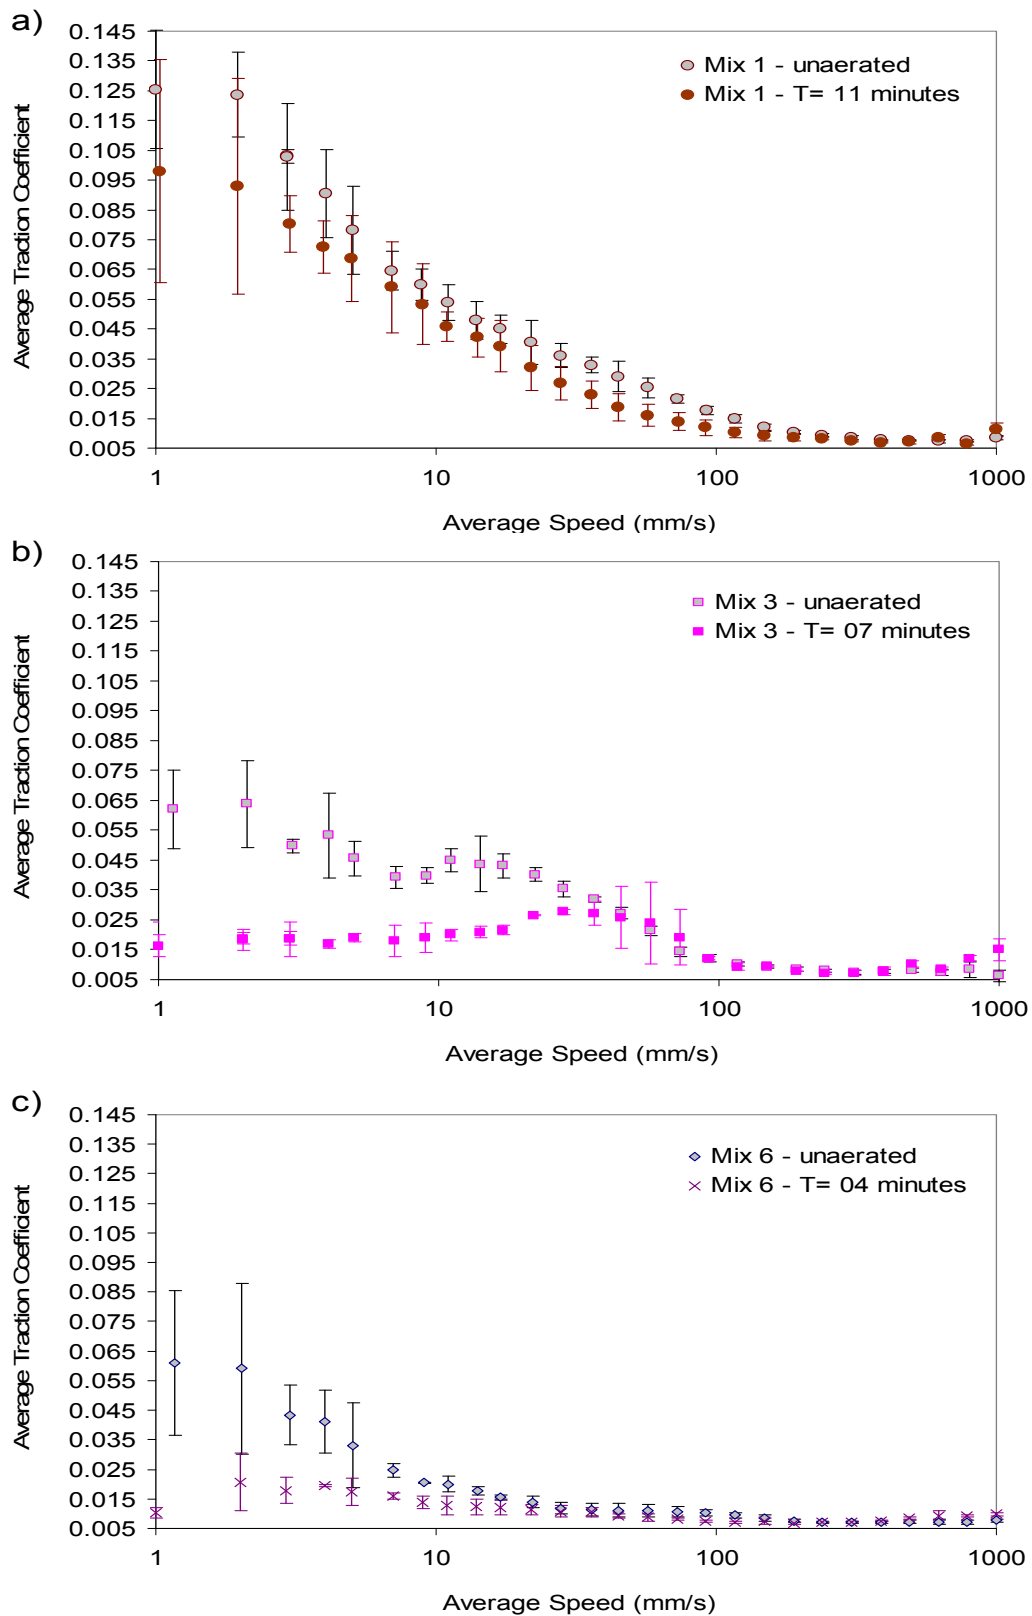 a)
0.145
0.135
0.125
0.115
0.105
0.095
0.085
0.075
0.065
0.055
0.045
0.035
0.025
0.015
0.005
Average Traction Coefficient
Mix 1 - unaerated
Mix 1 - T= 11 minutes
1 10 100 1000
Average Speed (mm/s)
b)
0.145
0.135
0.125
0.115
0.105
0.095
0.085
0.075
0.065
0.055
0.045
0.035
0.025
0.015
0.005
Average Traction Coefficient
Mix 3 - unaerated
Mix 3 - T= 07 minutes
1 10 100 1000
Average Speed (mm/s)
c)
0.145
0.135
0.125
0.115
0.105
0.095
0.085
0.075
0.065
0.055
0.045
0.035
0.025
0.015
0.005
Average Traction Coefficient
Mix 6 - unaerated
Mix 6 - T= 04 minutes
1 10 100 1000
Average Speed (mm/s)